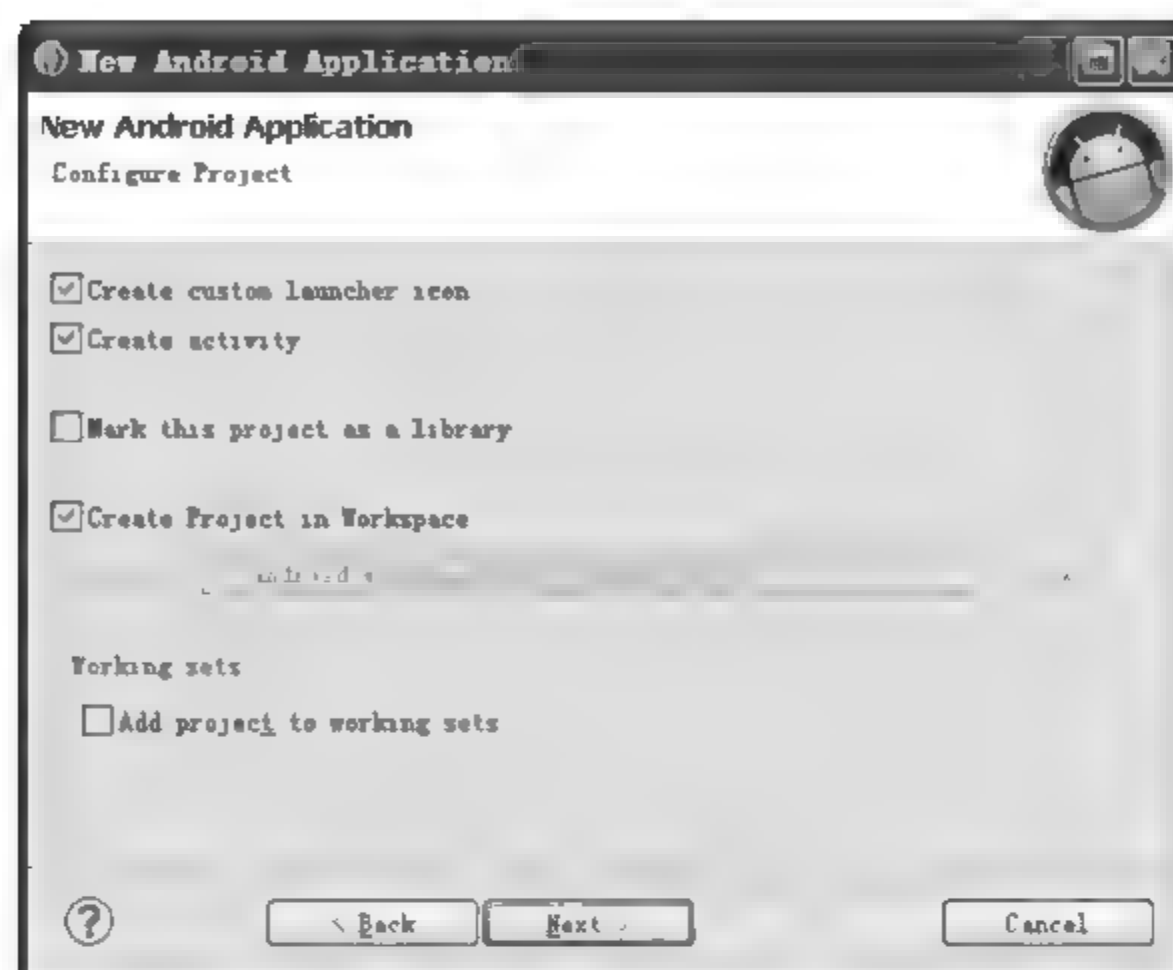 New Android Application
New Android Application
Configure Project
Create custom launcher icon
Create activity
Mark this project as a library
Create Project in Workspace
Working sets
Add project to working sets
? < Back Next > Cancel